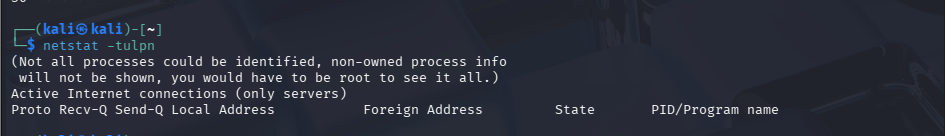 ┌──(kali㉿kali)-[~]
└─$ netstat -tulpn
(Not all processes could be identified, non-owned process info
 will not be shown, you would have to be root to see it all.)
Active Internet connections (only servers)
Proto Recv-Q Send-Q Local Address           Foreign Address         State       PID/Program name